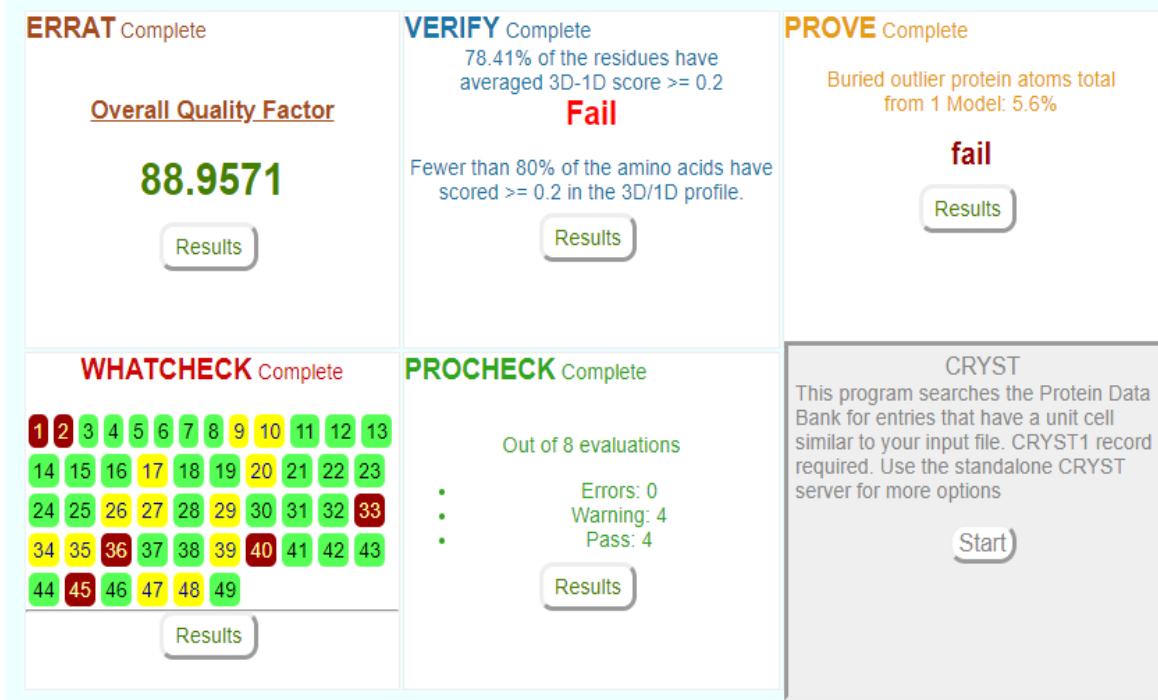 ERRAT Complete
Overall Quality Factor
88.9571
Results
VERIFY Complete
78.41% of the residues have
averaged 3D-1D score >= 0.2
Fail
Fewer than 80% of the amino acids have
scored >= 0.2 in the 3D/1D profile.
Results
PROVE Complete
Buried outlier protein atoms total
from 1 Model: 5.6%
fail
Results
WHATCHECK Complete
1 2 3 4 5 6 7 8 9 10 11 12 13
14 15 16 17 18 19 20 21 22 23
24 25 26 27 28 29 30 31 32 33
34 35 36 37 38 39 40 41 42 43
44 45 46 47 48 49
Results
PROCHECK Complete
Out of 8 evaluations
• Errors: 0
• Warning: 4
• Pass: 4
Results
CRYST
This program searches the Protein Data
Bank for entries that have a unit cell
similar to your input file. CRYST1 record
required. Use the standalone CRYST
server for more options
Start